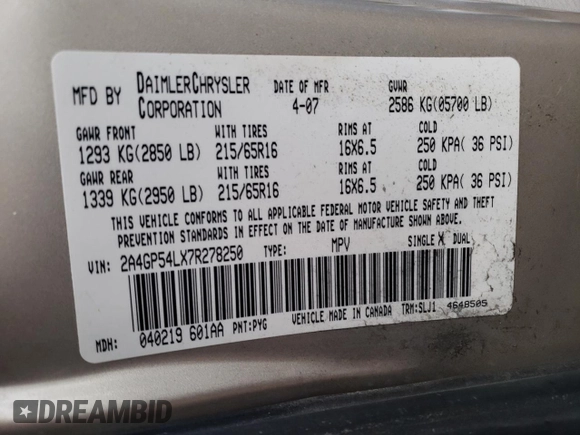 MFD BY DAIMLERCHRYSLER CORPORATION DATE OF MFR 4-07 GVWR 2586 KG(05700 LB)
GAWR FRONT WITH TIRES RIMS AT COLD
1293 KG(2850 LB) 215/65R16 16X6.5 250 KPA( 36 PSI)
GAWR REAR WITH TIRES RIMS AT COLD
1339 KG(2950 LB) 215/65R16 16X6.5 250 KPA( 36 PSI)
THIS VEHICLE CONFORMS TO ALL APPLICABLE FEDERAL MOTOR VEHICLE SAFETY AND THEFT
PREVENTION STANDARDS IN EFFECT ON THE DATE OF MANUFACTURE SHOWN ABOVE.
VIN: 2A4GP54LX7R278250 TYPE: MPV SINGLE X DUAL
MDH: 040219 601AA PNT:PYG VEHICLE MADE IN CANADA TRM:SLJ1 4648505
DREAMBID